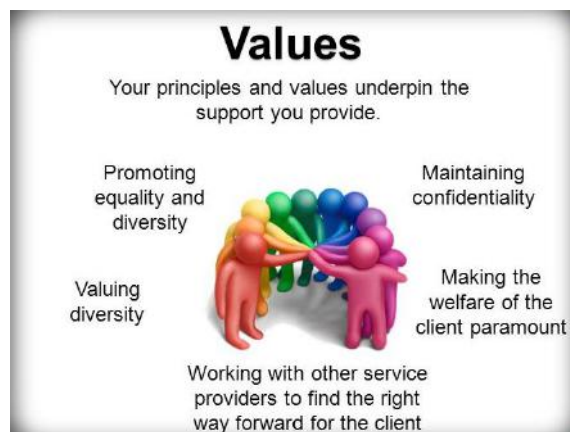 Values
Your principles and values underpin the
support you provide.
Promoting
equality and
diversity
Maintaining
confidentiality
Valuing
diversity
Making the
welfare of the
client paramount
Working with other service
providers to find the right
way forward for the client